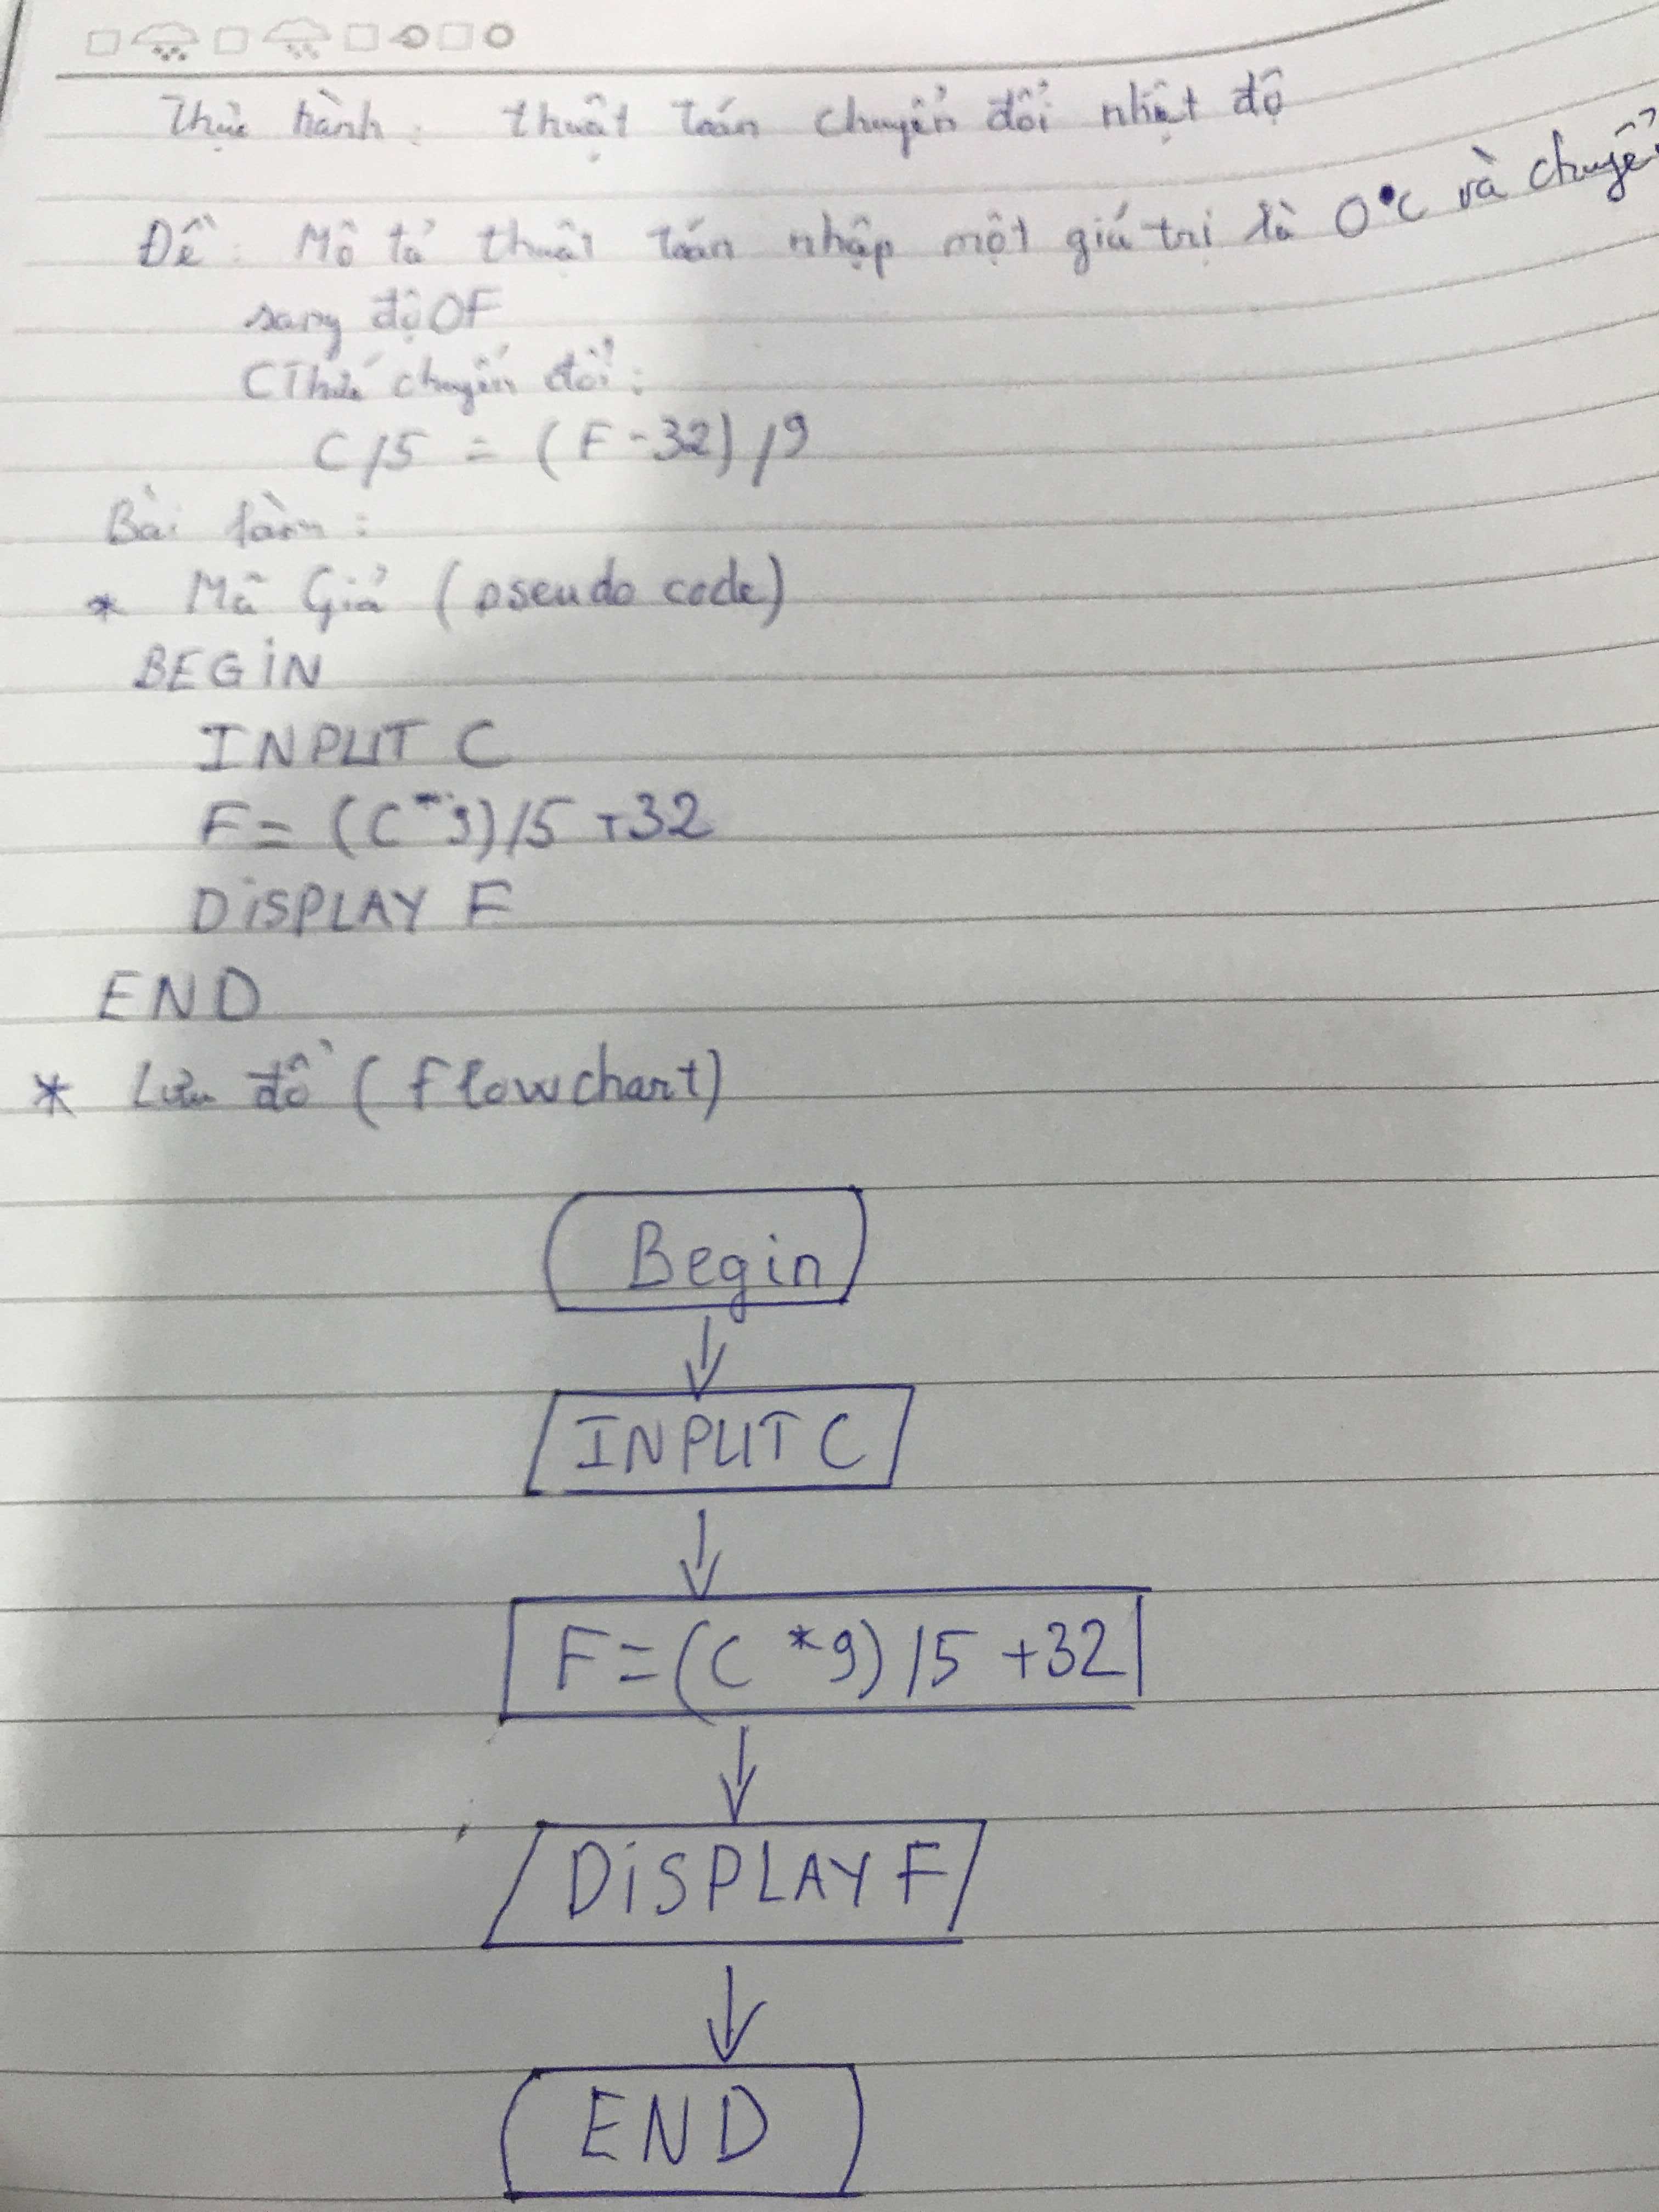 Thực hành: thuật toán chuyển đổi nhiệt độ
Đề: Mô tả thuật toán nhập một giá trị là 0°C và chuyển
sang độ OF
CThức chuyển đổi:
C/5 = (F-32)/9
Bài làm:
* Mã Giả (pseudo code)
BEGIN
INPUT C
F= (C*9)/5 +32
DISPLAY F
END
* Lưu đồ (flowchart)
Begin
INPUT C
F=(C *9) /5 +32
DISPLAY F
END